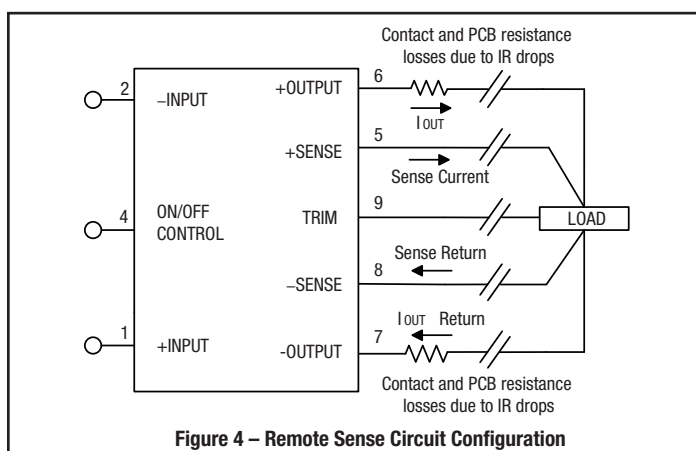 Contact and PCB resistance
losses due to IR drops
6
+OUTPUT
2
–INPUT
IOUT
5
+SENSE
Sense Current
4
ON/OFF
CONTROL
9
TRIM
LOAD
Sense Return
8
–SENSE
IOUT Return
1
+INPUT
7
-OUTPUT
Contact and PCB resistance
losses due to IR drops
Figure 4 – Remote Sense Circuit Configuration